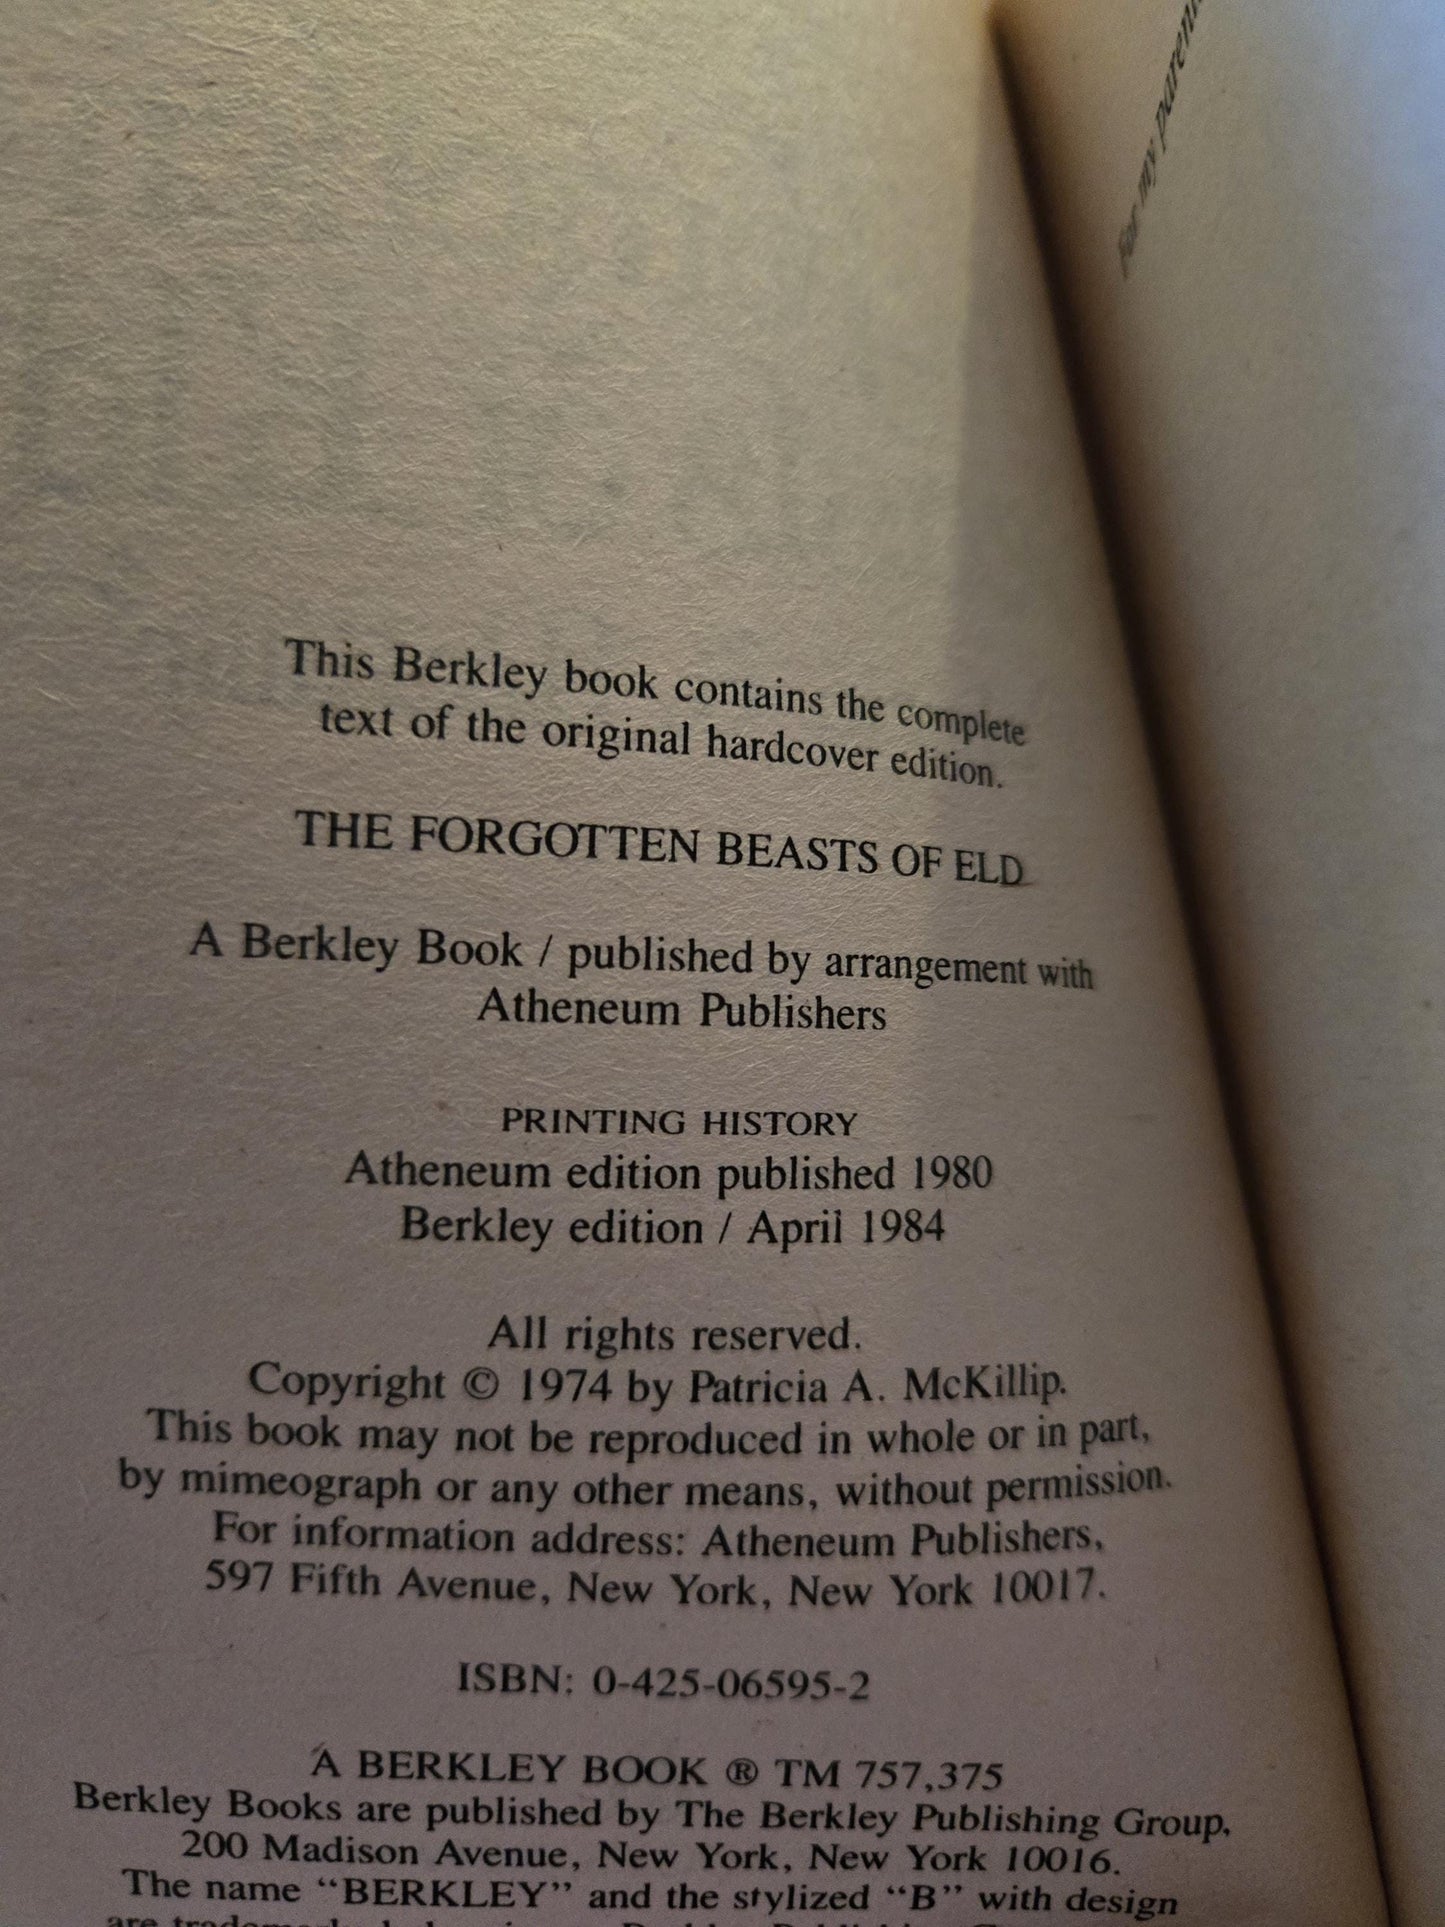 This Berkley book contains the complete
text of the original hardcover edition.
THE FORGOTTEN BEASTS OF ELD
A Berkley Book / published by arrangement with
Atheneum Publishers
PRINTING HISTORY
Atheneum edition published 1980
Berkley edition / April 1984
All rights reserved.
Copyright © 1974 by Patricia A. McKillip.
This book may not be reproduced in whole or in part,
by mimeograph or any other means, without permission.
For information address: Atheneum Publishers,
597 Fifth Avenue, New York, New York 10017.
ISBN: 0-425-06595-2
A BERKLEY BOOK ® TM 757,375
Berkley Books are published by The Berkley Publishing Group,
200 Madison Avenue, New York, New York 10016.
The name “BERKLEY” and the stylized “B” with design
are
For my